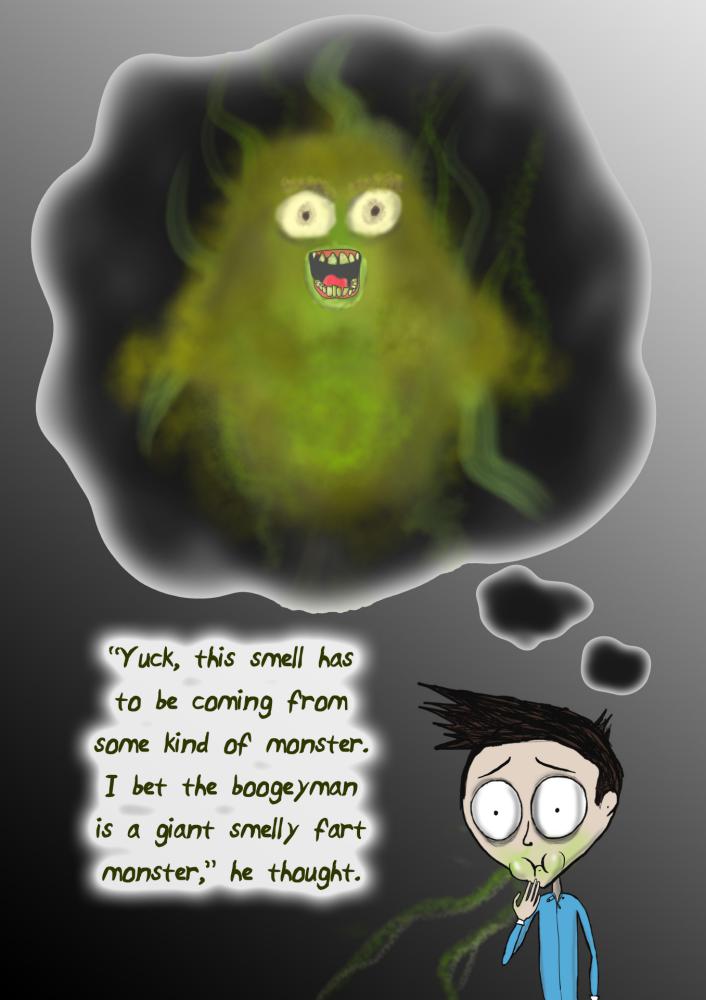 “Yuck, this smell has
to be coming from
some kind of monster.
I bet the boogeyman
is a giant smelly fart
monster,” he thought.